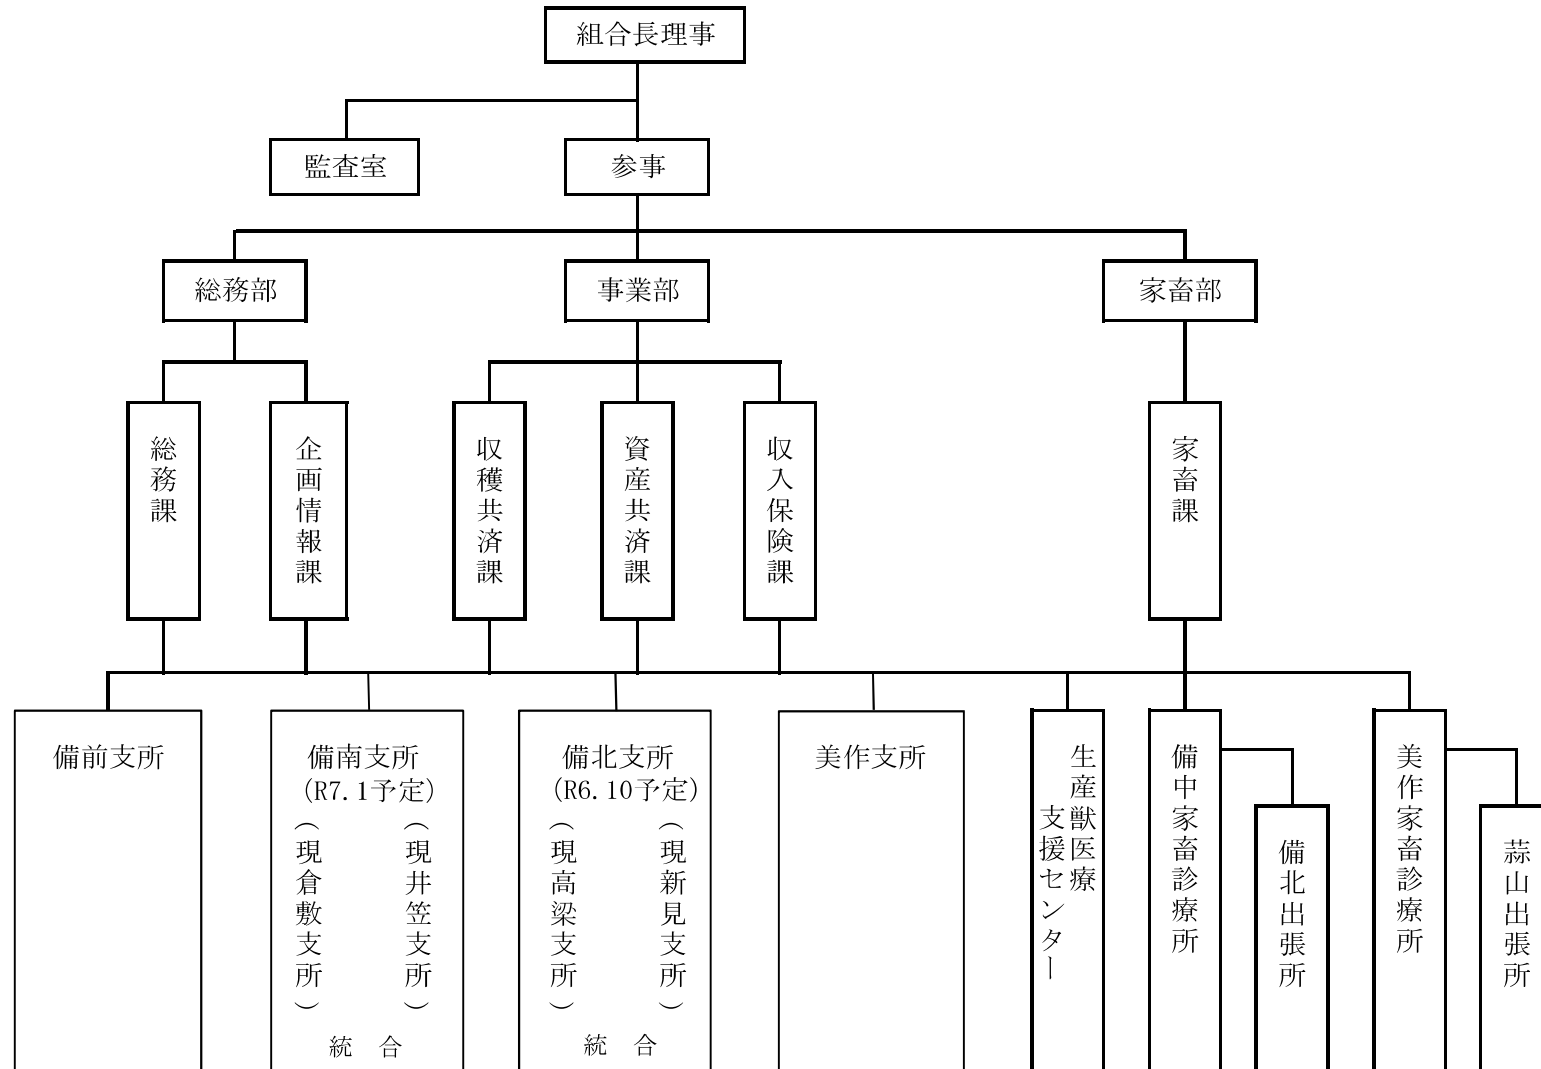 組合長理事
監査室
参事
総務部
事業部
家畜部
総務課
企画情報課
収穫共済課
資産共済課
収入保険課
家畜課
備前支所
備南支所
(R7.1予定)
(現倉敷支所)
(現井笠支所)
統 合
備北支所
(R6.10予定)
(現高梁支所)
(現新見支所)
統 合
美作支所
生産獣医療
支援センター
備中家畜診療所
備北出張所
美作家畜診療所
蒜山出張所